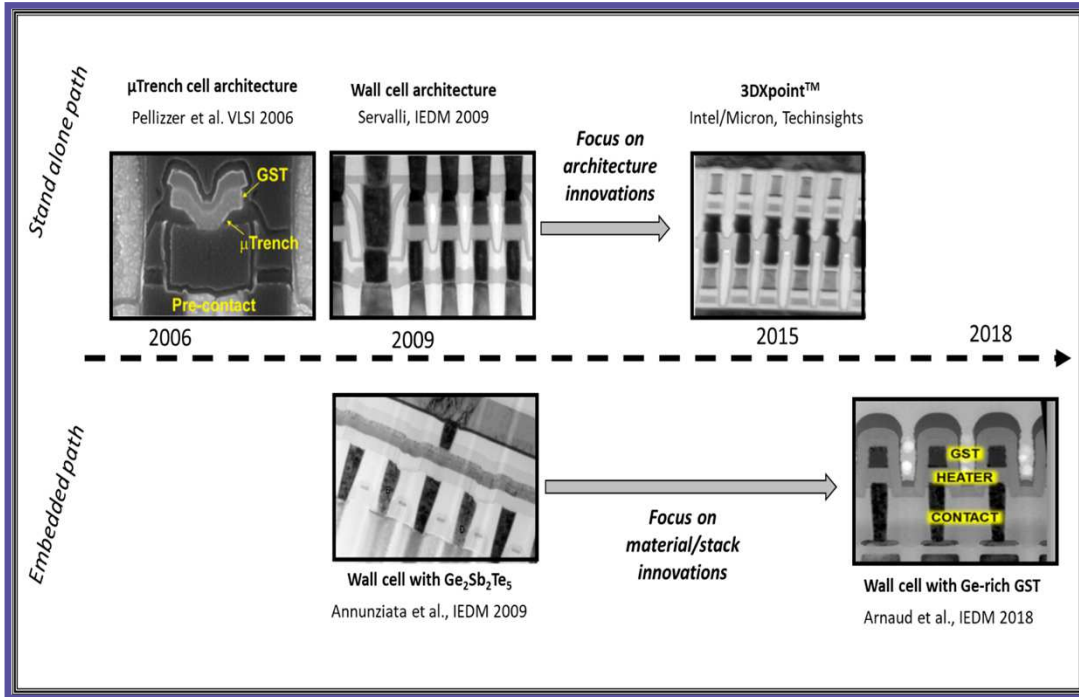 Stand alone path
µTrench cell architecture
Pellizzer et al. VLSI 2006
GST
µTrench
Pre-contact
Wall cell architecture
Servalli, IEDM 2009
Focus on
architecture
innovations
3DXpoint™
Intel/Micron, Techinsights
2006
2009
2015
2018
Embedded path
Wall cell with Ge₂Sb₂Te₅
Annunziata et al., IEDM 2009
Focus on
material/stack
innovations
GST
HEATER
CONTACT
Wall cell with Ge-rich GST
Arnaud et al., IEDM 2018